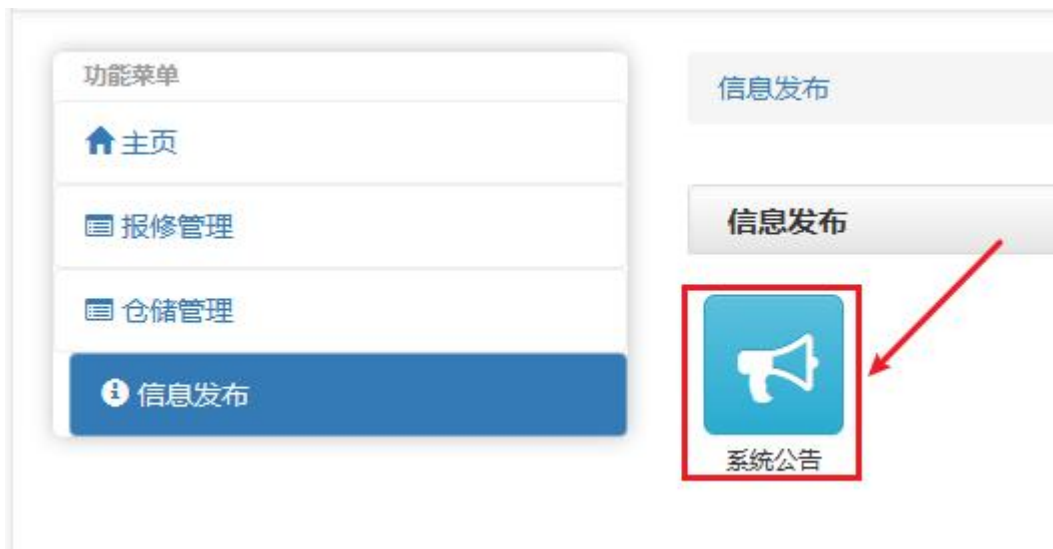 功能菜单
主页
报修管理
仓储管理
信息发布
信息发布
信息发布
系统公告